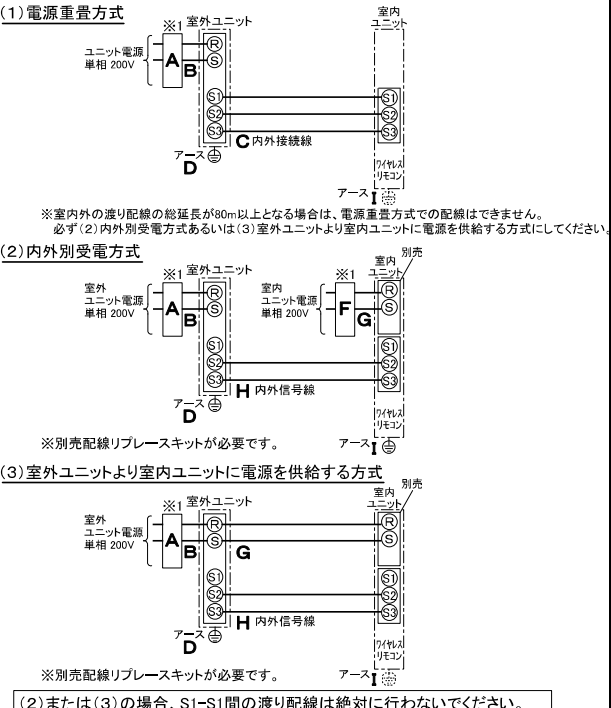 (1)電源重畳方式
※1
室外ユニット
室内
ユニット
ユニット電源
単相 200V
A
B
R
S
S1
S2
S3
S1
S2
S3
C 内外接続線
アース
D
ワイヤレス
リモコン
アース I
※室内外の渡り配線の総延長が80m以上となる場合は、電源重畳方式での配線はできません。
必ず(2)内外別受電方式あるいは(3)室外ユニットより室内ユニットに電源を供給する方式にしてください。
(2)内外別受電方式
※1
室外ユニット
室外
ユニット電源
単相 200V
A
B
R
S
S1
S2
S3
※1
室内
ユニット電源
単相 200V
F
G
室内
ユニット
別売
R
S
S1
S2
S3
H 内外信号線
アース
D
ワイヤレス
リモコン
※別売配線リプレースキットが必要です。
アース I
(3)室外ユニットより室内ユニットに電源を供給する方式
※1
室外ユニット
室内
ユニット
別売
室外
ユニット電源
単相 200V
A
B
R
S
G
R
S
S1
S2
S3
S1
S2
S3
H 内外信号線
アース
D
ワイヤレス
リモコン
※別売配線リプレースキットが必要です。
アース I
(2)または(3)の場合、S1-S1間の渡り配線は絶対に行わないでください。